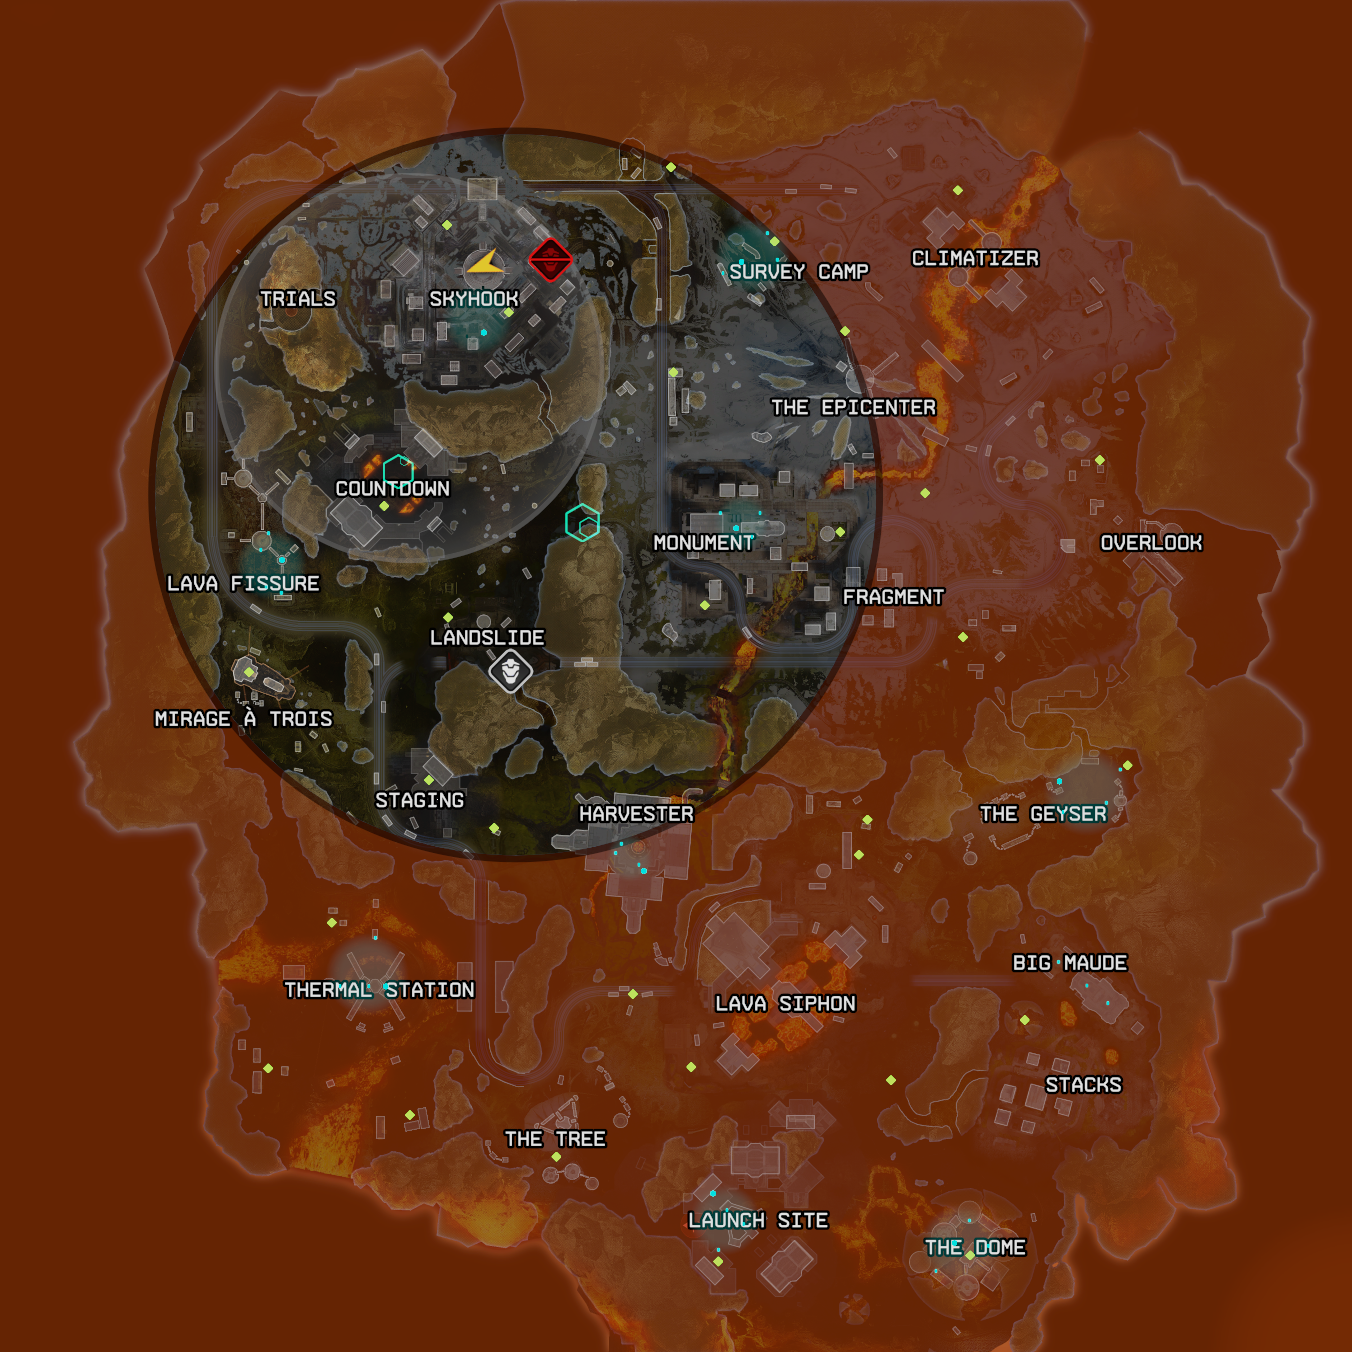 CLIMATIZER
SURVEY CAMP
TRIALS
SKYHOOK
THE EPICENTER
COUNTDOWN
MONUMENT
OVERLOOK
LAVA FISSURE
FRAGMENT
LANDSLIDE
MIRAGE À TROIS
STAGING
HARVESTER
THE GEYSER
BIG MAUDE
THERMAL STATION
LAVA SIPHON
STACKS
THE TREE
LAUNCH SITE
THE DOME